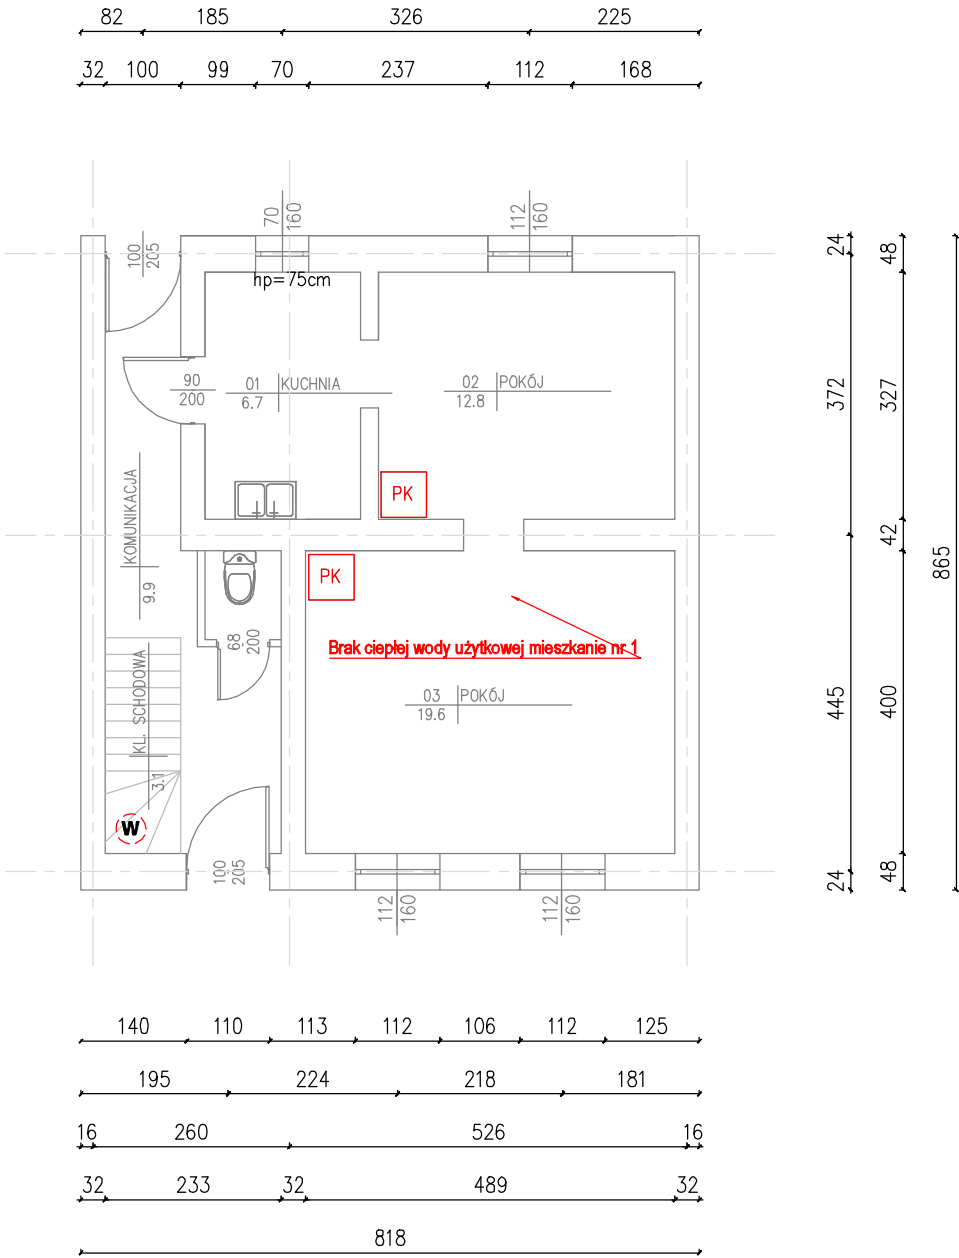 82 185 326 225
32 100 99 70 237 112 168
70 160
112 160
100 205
hp=75cm
24
48
90
200
01 KUCHNIA
6.7
02 POKÓJ
12.8
372
327
PK
KOMUNIKACJA
9.9
42
865
PK
68 200
Brak ciepłej wody użytkowej mieszkanie nr 1
KL. SCHODOWA
3.1
03 POKÓJ
19.6
445
400
W
100 205
24
48
112 160
112 160
140 110 113 112 106 112 125
195 224 218 181
16 260 526 16
32 233 32 489 32
818